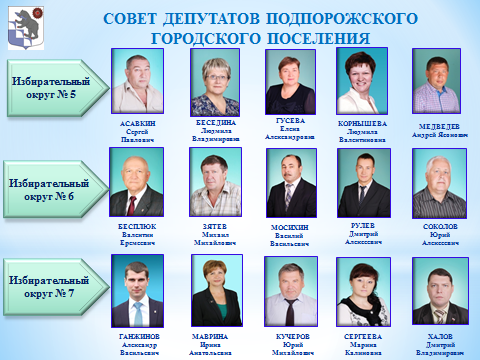 СОВЕТ ДЕПУТАТОВ ПОДПОРОЖСКОГО
ГОРОДСКОГО ПОСЕЛЕНИЯ
Избирательный
округ № 5
АСАВКИН
Сергей
Павлович
БЕСЕДИНА
Людмила
Владимировна
ГУСЕВА
Елена
Александровна
КОРНЫШЕВА
Людмила
Валентиновна
МЕДВЕДЕВ
Андрей Яковлевич
Избирательный
округ № 6
БЕСПЛЮК
Валентин
Еремеевич
ЗЯТЕВ
Михаил
Михайлович
МОСИХИН
Василий
Васильевич
РУЛЕВ
Дмитрий
Алексеевич
СОКОЛОВ
Юрий
Алексеевич
Избирательный
округ № 7
ГАНЖИНОВ
Александр
Васильевич
МАВРИНА
Ирина
Анатольевна
КУЧЕРОВ
Юрий
Михайлович
СЕРГЕЕВА
Марина
Калиновна
ХАЛОВ
Дмитрий
Владимирович